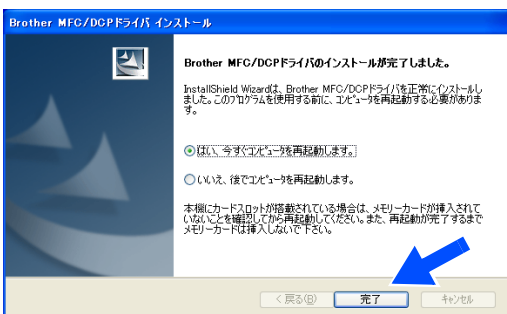 Brother MFC/DCPドライバ インストール
Brother MFC/DCPドライバのインストールが完了しました。
InstallShield Wizardは、Brother MFC/DCPドライバを正常にインストールし
ました。このプログラムを使用する前に、コンピュータを再起動する必要がありま
す。
はい、今すぐコンピュータを再起動します。
いいえ、後でコンピュータを再起動します。
本機にカードスロットが搭載されている場合は、メモリーカードが挿入されて
いないことを確認してから再起動してください。また、再起動が完了するまで
メモリーカードは挿入しないで下さい。
< 戻る(B)
完了
キャンセル